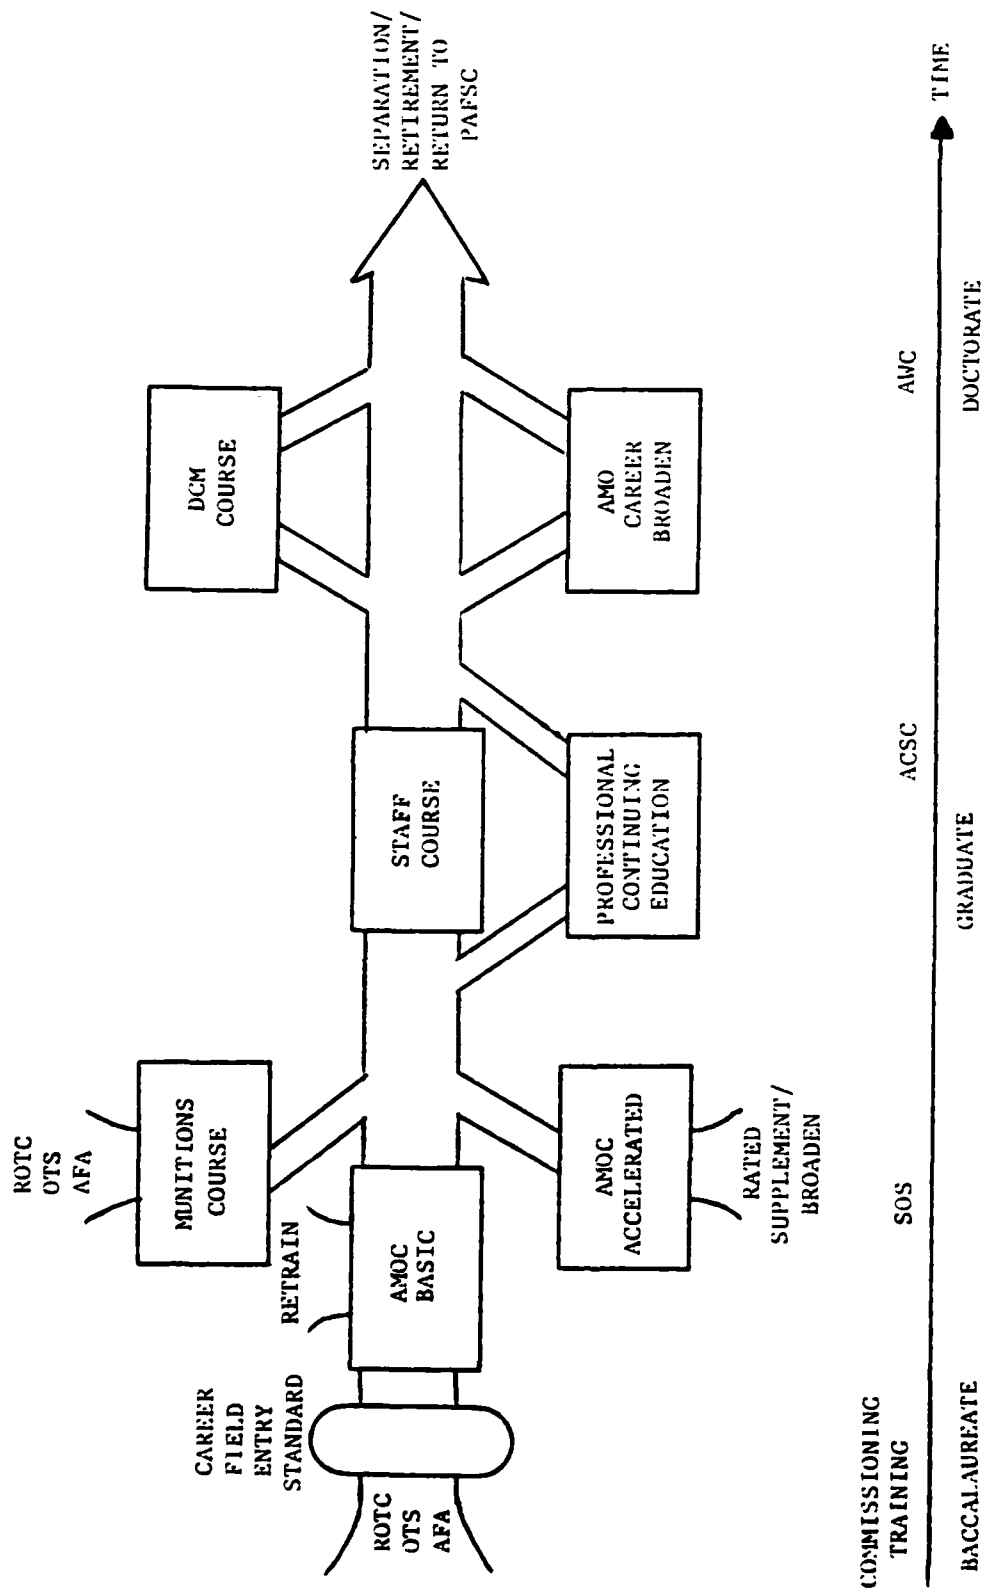 ROTC
OTS
AFA
CAREER
FIELD
ENTRY
STANDARD
RETRAIN
AMOC
BASIC
ROTC
OTS
AFA
MUNITIONS
COURSE
AMOC
ACCELERATED
RATED
SUPPLEMENT/
BROADEN
STAFF
COURSE
PROFESSIONAL
CONTINUING
EDUCATION
DCM
COURSE
AMO
CAREER
BROADEN
SEPARATION/
RETIREMENT/
RETURN TO
PAFSC
COMMISSIONING
TRAINING
SOS
ACSC
AWC
TIME
BACCALAUREATE
GRADUATE
DOCTORATE